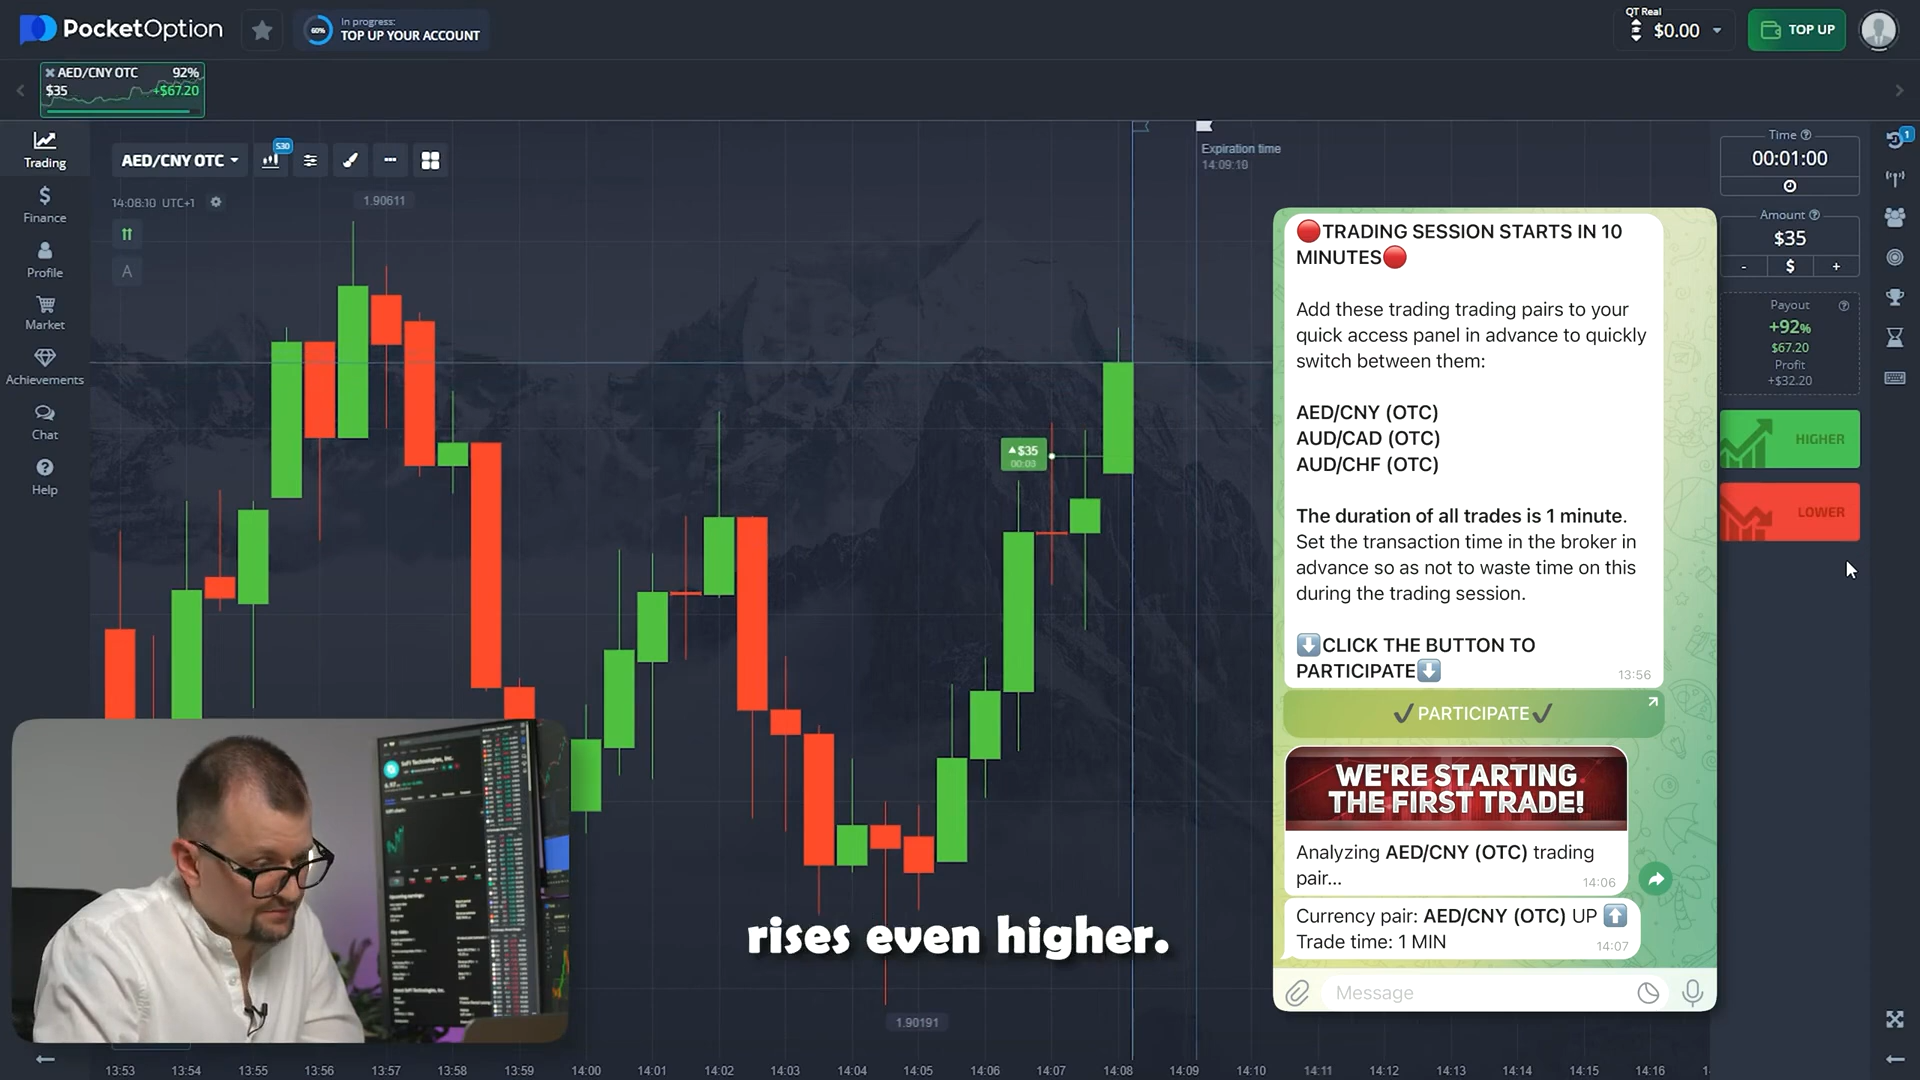 PocketOption
60%
In progress:
TOP UP YOUR ACCOUNT
QT Real
$0.00
TOP UP
AED/CNY OTC 92%
$35 +$67.20
Trading
Finance
Profile
Market
Achievements
Chat
Help
AED/CNY OTC
S30
14:08:10 UTC+1
1.90611
A
Expiration time
14:09:10
▲$35
00:03
1.90191
rises even higher.
SoFi Technologies, Inc.
🔴TRADING SESSION STARTS IN 10
MINUTES🔴
Add these trading trading pairs to your
quick access panel in advance to quickly
switch between them:
AED/CNY (OTC)
AUD/CAD (OTC)
AUD/CHF (OTC)
The duration of all trades is 1 minute.
Set the transaction time in the broker in
advance so as not to waste time on this
during the trading session.
⬇️CLICK THE BUTTON TO
PARTICIPATE⬇️
13:56
✔PARTICIPATE✔
WE'RE STARTING
THE FIRST TRADE!
Analyzing AED/CNY (OTC) trading
pair...
14:06
Currency pair: AED/CNY (OTC) UP ⬆️
Trade time: 1 MIN
14:07
Message
Time
00:01:00
Amount
$35
- $ +
Payout
+92%
$67.20
Profit
+$32.20
HIGHER
LOWER
1
13:53 13:54 13:55 13:56 13:57 13:58 13:59 14:00 14:01 14:02 14:03 14:04 14:05 14:06 14:07 14:08 14:09 14:10 14:11 14:12 14:13 14:14 14:15 14:16